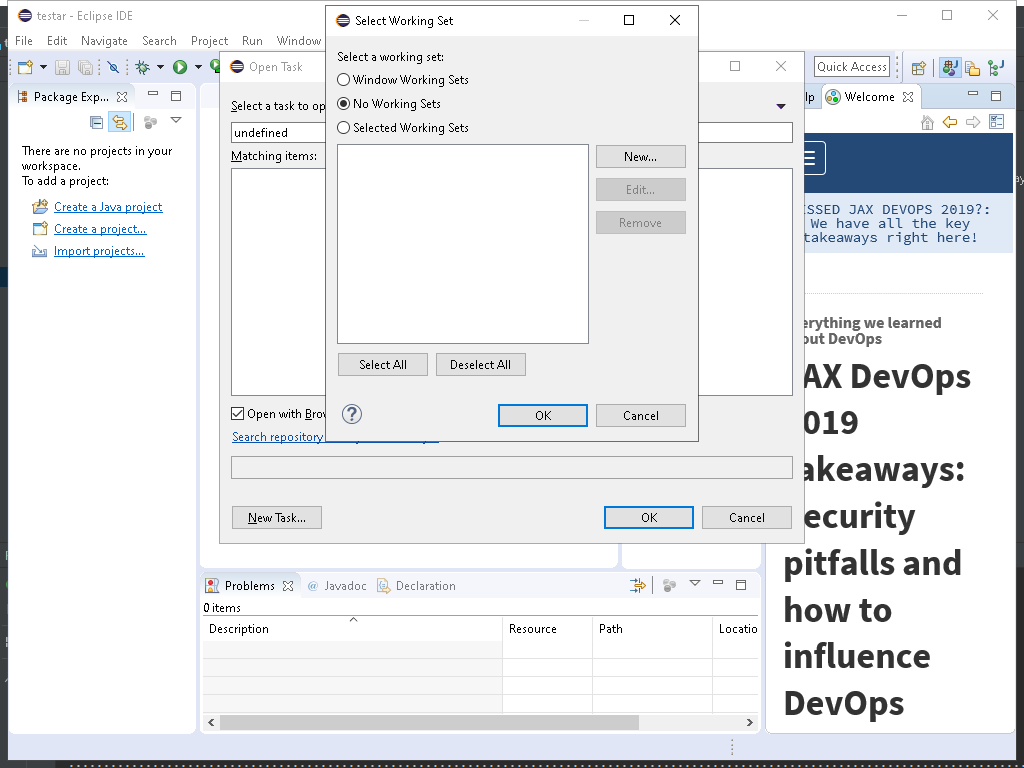 testar - Eclipse IDE
File Edit Navigate Search Project Run Window
Quick Access
Package Exp...
There are no projects in your
workspace.
To add a project:
Create a Java project
Create a project...
Import projects...
Open Task
Select a task to op
undefined
Matching items:
Open with Brow
Search repository
New Task...
OK
Cancel
Select Working Set
Select a working set:
Window Working Sets
No Working Sets
Selected Working Sets
New...
Edit...
Remove
Select All
Deselect All
OK
Cancel
lp
Welcome
ISSED JAX DEVOPS 2019?:
We have all the key
takeaways right here!
erything we learned
out DevOps
AX DevOps
019
akeaways:
ecurity
pitfalls and
how to
influence
DevOps
Problems
Javadoc
Declaration
0 items
Description
Resource
Path
Locatio